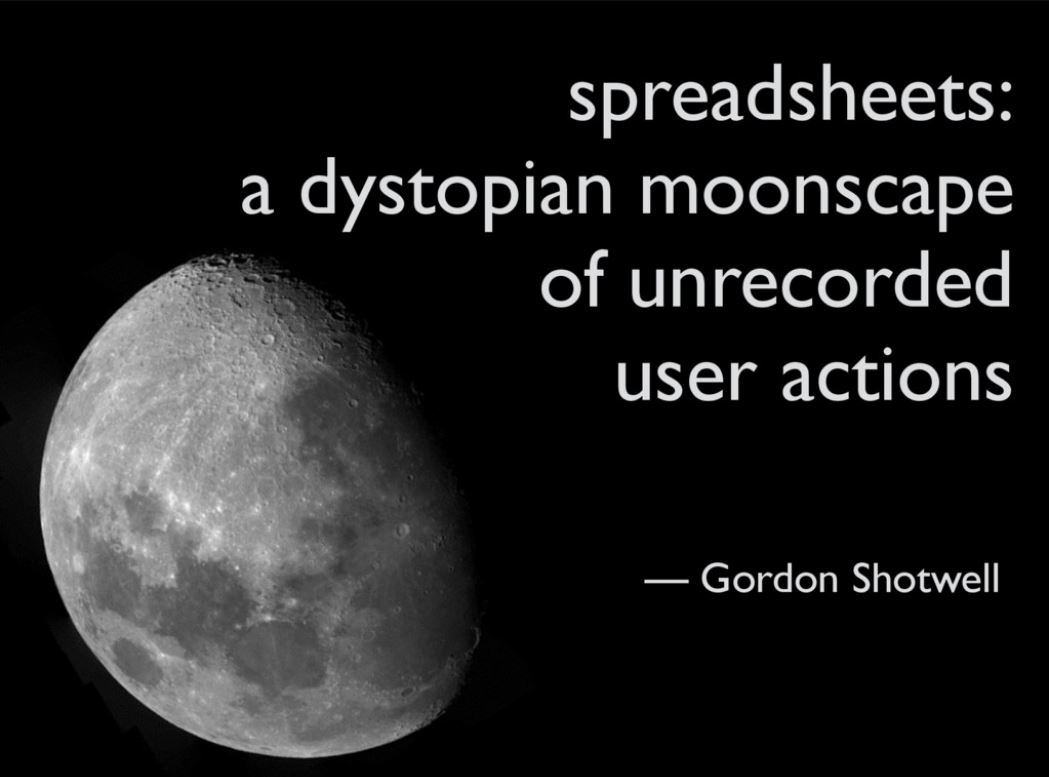 spreadsheets:
a dystopian moonscape
of unrecorded
user actions
— Gordon Shotwell